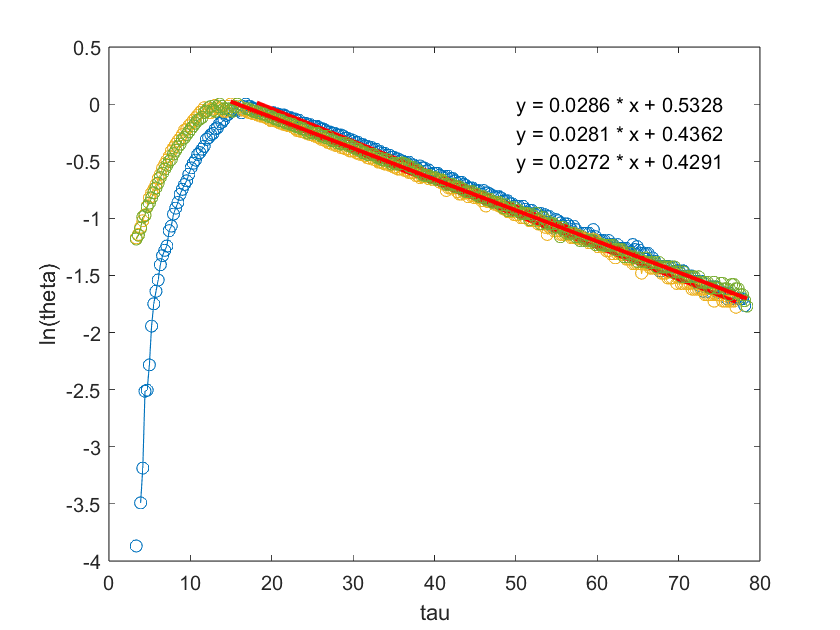 0.5
0
-0.5
-1
-1.5
-2
-2.5
-3
-3.5
-4
ln(theta)
y = 0.0286 * x + 0.5328
y = 0.0281 * x + 0.4362
y = 0.0272 * x + 0.4291
0 10 20 30 40 50 60 70 80
tau